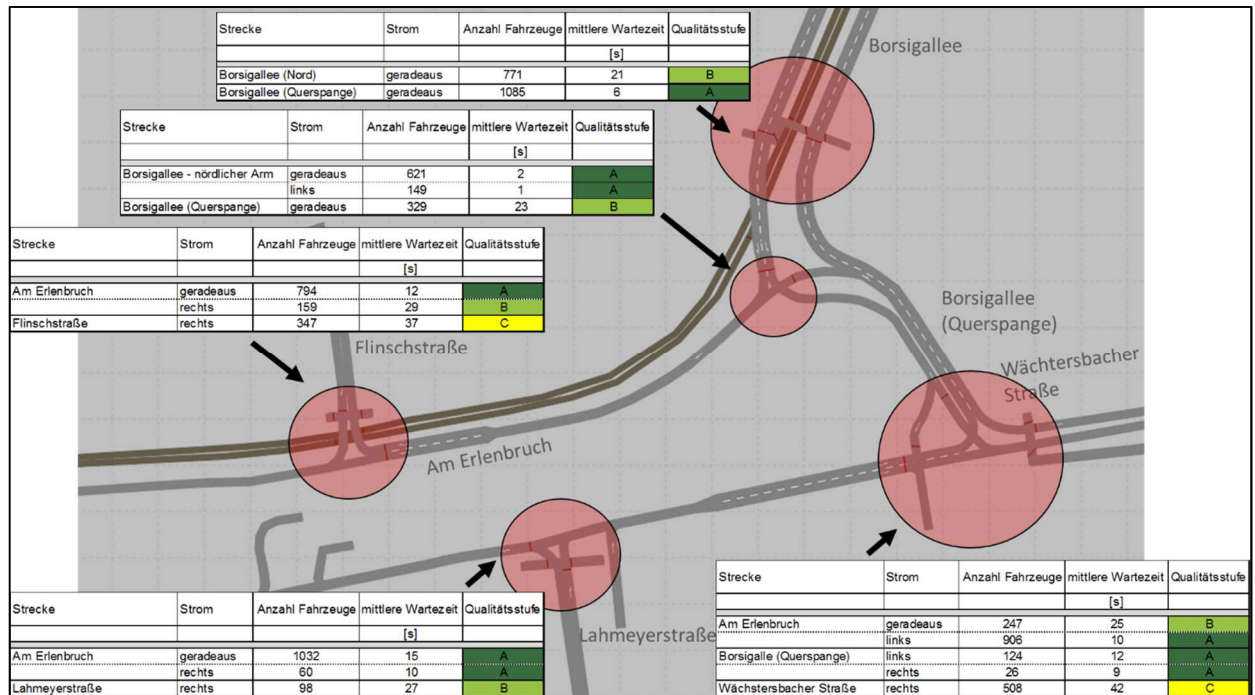 Strecke Strom Anzahl Fahrzeuge mittlere Wartezeit Qualitätsstufe
[s]
Borsigallee (Nord) geradeaus 771 21 B
Borsigallee (Querspange) geradeaus 1085 6 A
Borsigallee
Strecke Strom Anzahl Fahrzeuge mittlere Wartezeit Qualitätsstufe
[s]
Borsigallee - nördlicher Arm geradeaus 621 2 A
links 149 1 A
Borsigallee (Querspange) geradeaus 329 23 B
Strecke Strom Anzahl Fahrzeuge mittlere Wartezeit Qualitätsstufe
[s]
Am Erlenbruch geradeaus 794 12 A
rechts 159 29 B
Flinschstraße rechts 347 37 C
Borsigallee
(Querspange)
Flinschstraße
Wächtersbacher
Straße
Am Erlenbruch
Strecke Strom Anzahl Fahrzeuge mittlere Wartezeit Qualitätsstufe
[s]
Am Erlenbruch geradeaus 1032 15 A
rechts 60 10 A
Lahmeyerstraße rechts 98 27 B
Lahmeyerstraße
Strecke Strom Anzahl Fahrzeuge mittlere Wartezeit Qualitätsstufe
[s]
Am Erlenbruch geradeaus 247 25 B
links 906 10 A
Borsigalle (Querspange) links 124 12 A
rechts 26 9 A
Wächstersbacher Straße rechts 508 42 C